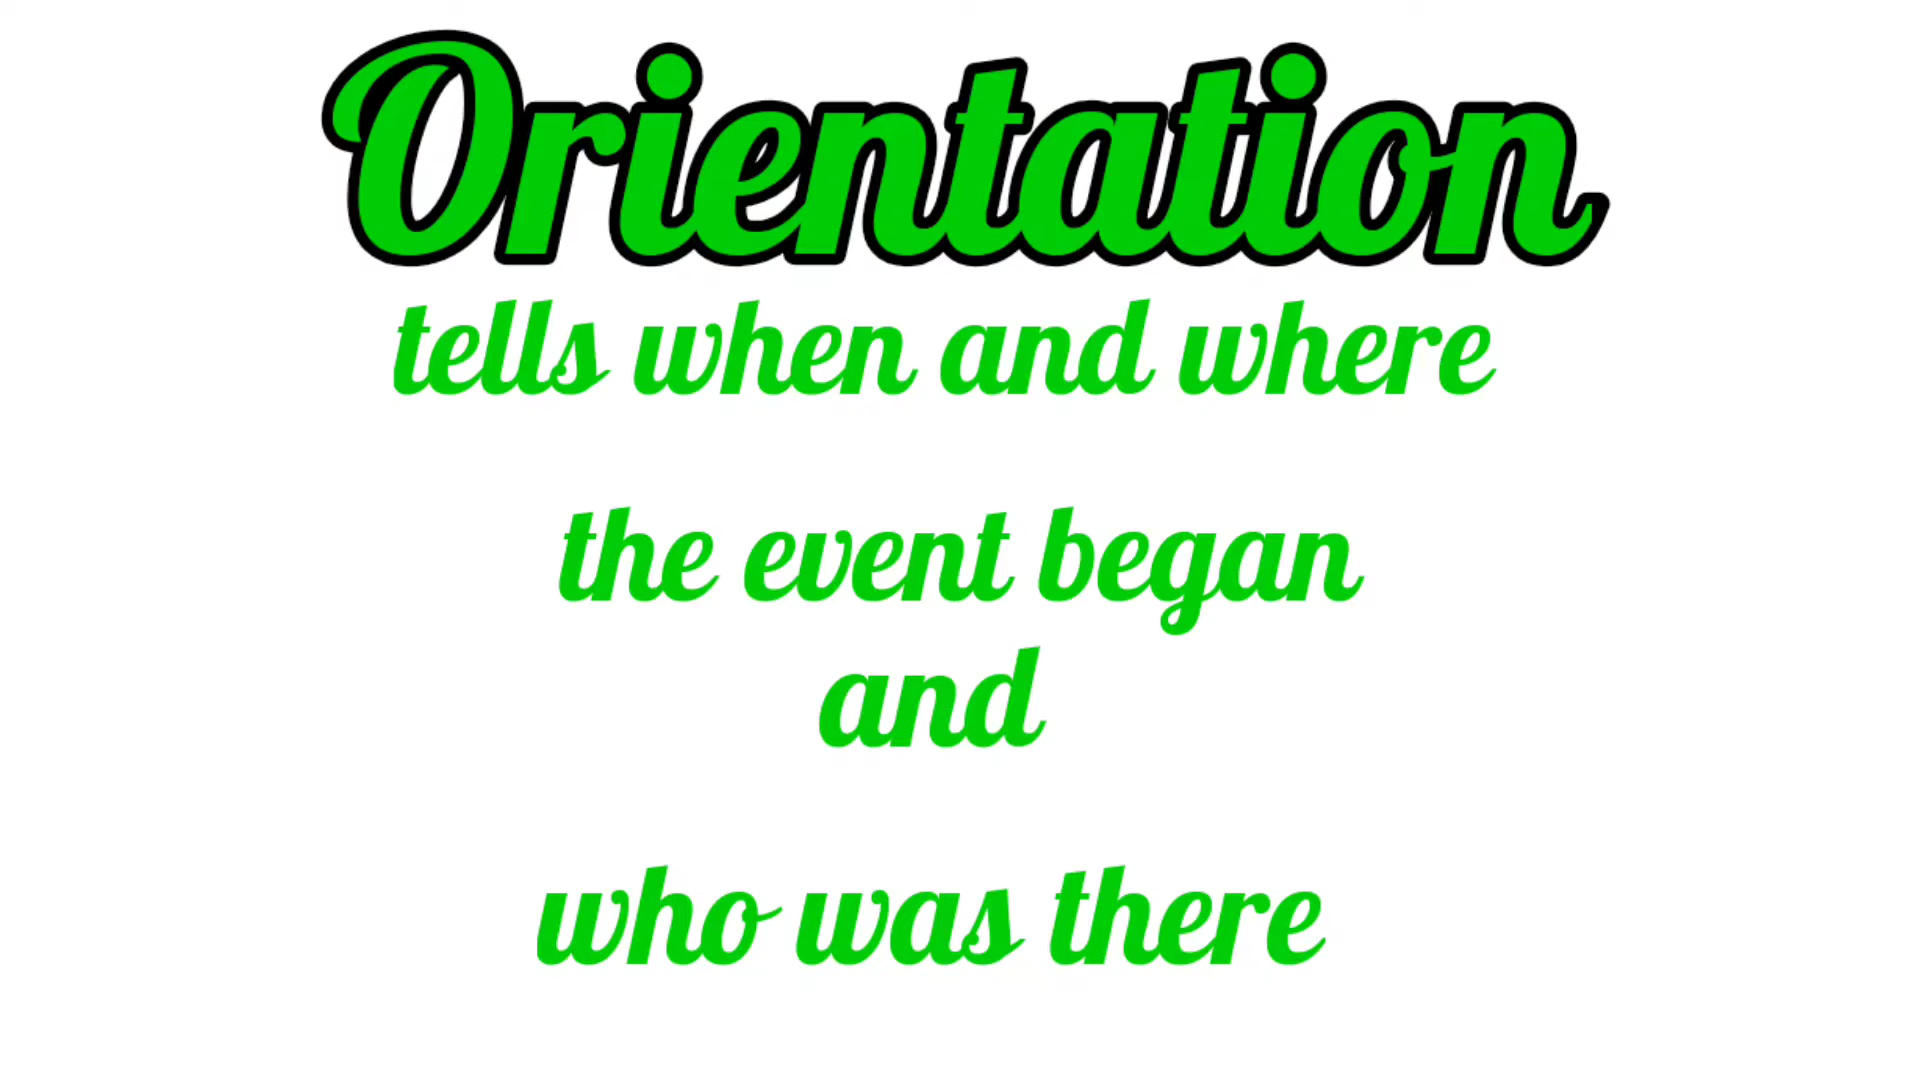 Orientation
tells when and where
the event began
and
who was there